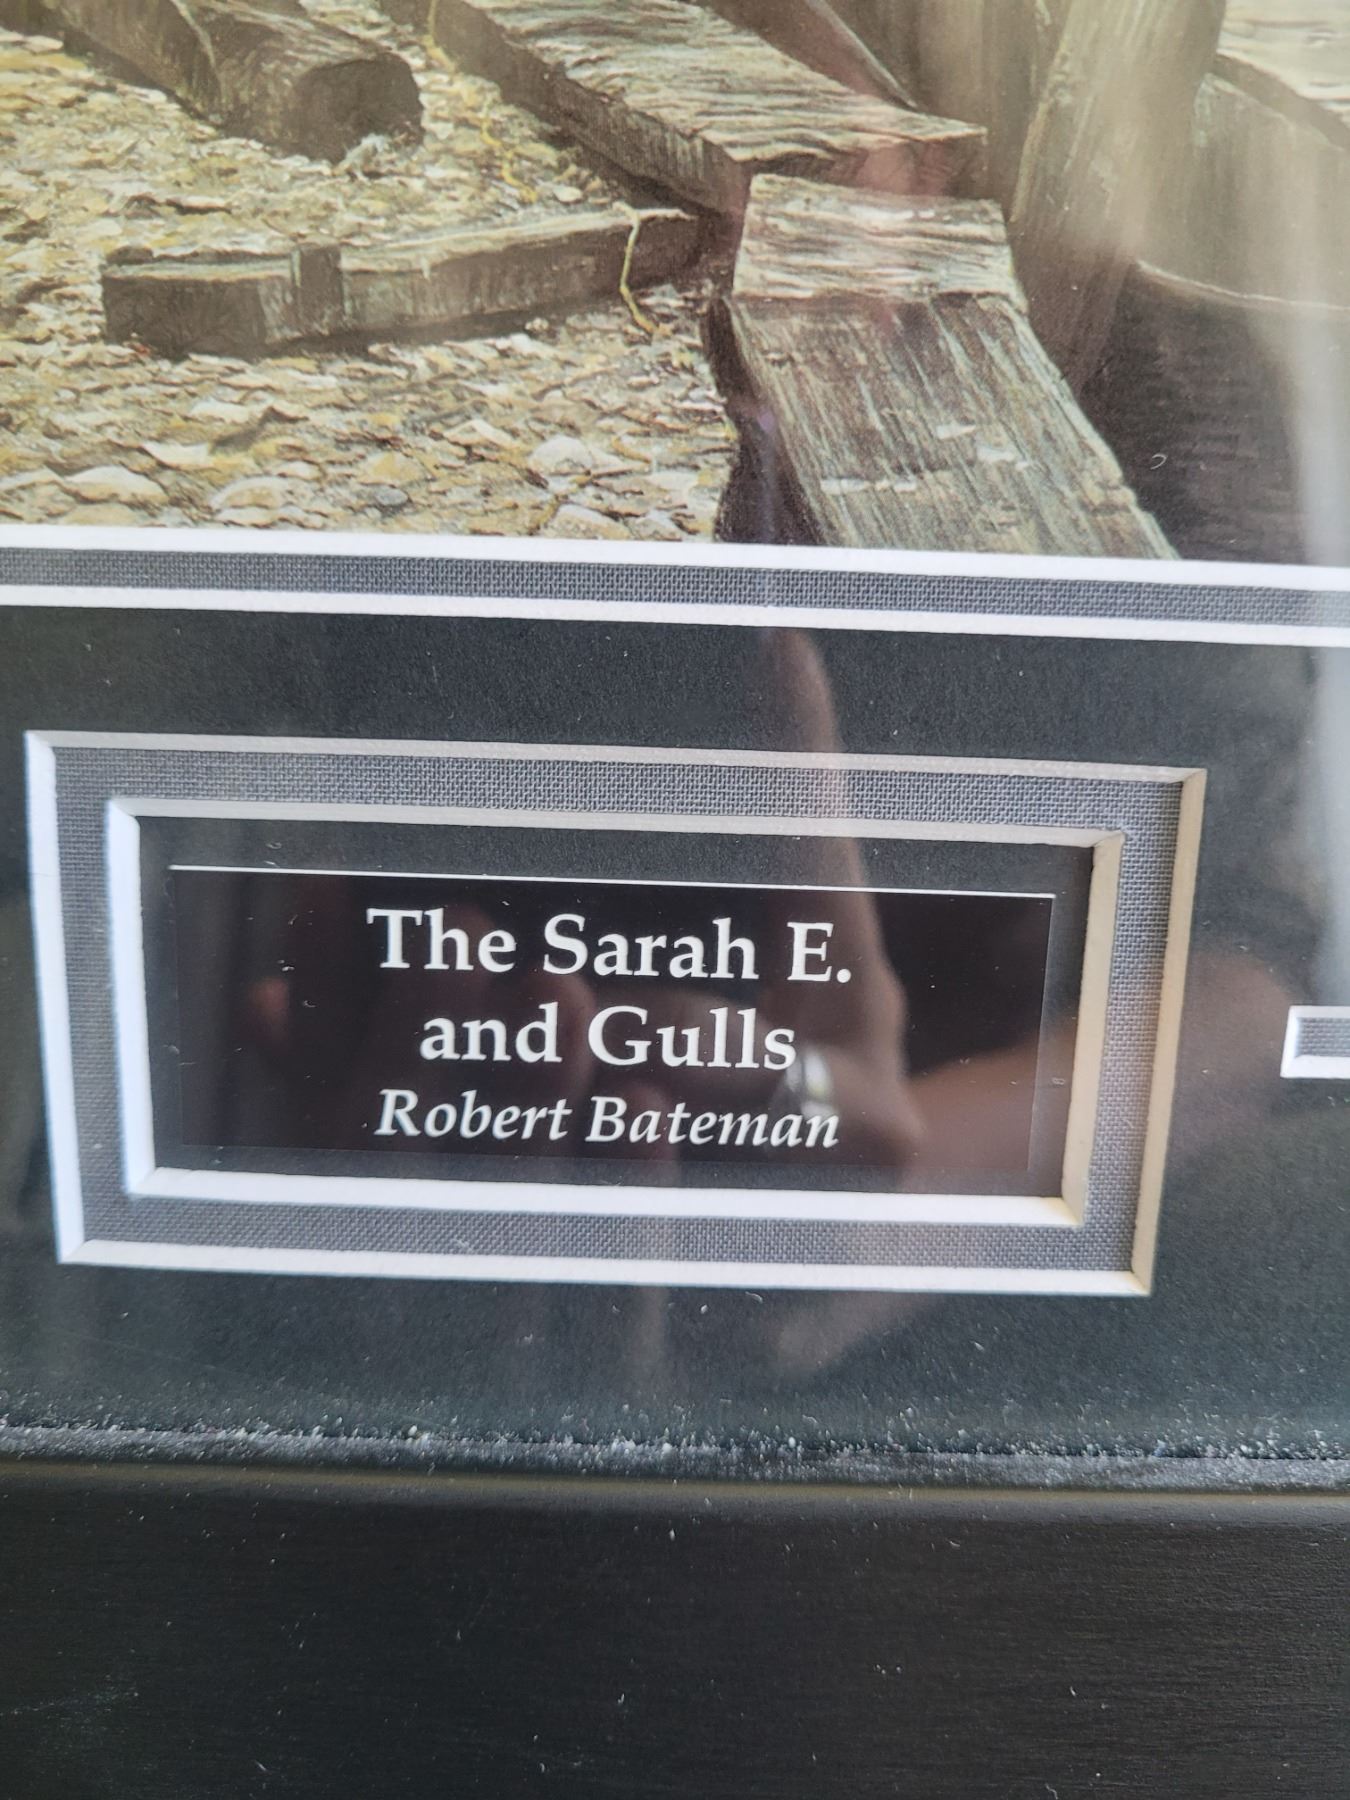 The Sarah E.
and Gulls
Robert Bateman